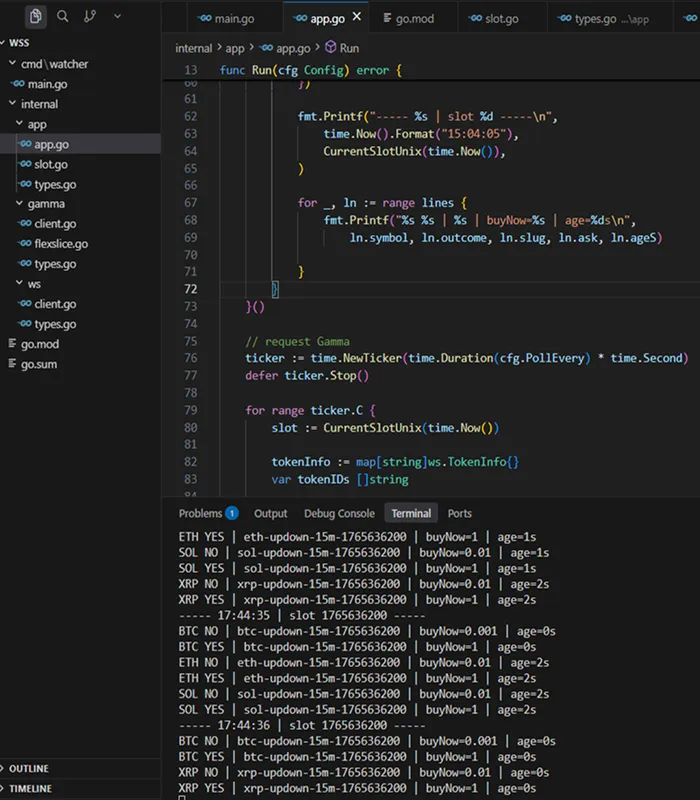 main.go
app.go
go.mod
slot.go
types.go ...\app
WSS
cmd\watcher
main.go
internal
app
app.go
slot.go
types.go
gamma
client.go
flexslice.go
types.go
ws
client.go
types.go
go.mod
go.sum
OUTLINE
TIMELINE
internal > app > app.go > Run
13 func Run(cfg Config) error {
60 })
61
62 fmt.Printf("----- %s | slot %d -----\n",
63 time.Now().Format("15:04:05"),
64 CurrentSlotUnix(time.Now()),
65 )
66
67 for _, ln := range lines {
68 fmt.Printf("%s %s | %s | buyNow=%s | age=%ds\n",
69 ln.symbol, ln.outcome, ln.slug, ln.ask, ln.ageS)
70
71 }
72 }
73 }()
74
75 // request Gamma
76 ticker := time.NewTicker(time.Duration(cfg.PollEvery) * time.Second)
77 defer ticker.Stop()
78
79 for range ticker.C {
80 slot := CurrentSlotUnix(time.Now())
81
82 tokenInfo := map[string]ws.TokenInfo{}
83 var tokenIDs []string
84
Problems 1 Output Debug Console Terminal Ports
ETH YES | eth-updown-15m-1765636200 | buyNow=1 | age=1s
SOL NO | sol-updown-15m-1765636200 | buyNow=0.01 | age=1s
SOL YES | sol-updown-15m-1765636200 | buyNow=1 | age=1s
XRP NO | xrp-updown-15m-1765636200 | buyNow=0.01 | age=2s
XRP YES | xrp-updown-15m-1765636200 | buyNow=1 | age=2s
----- 17:44:35 | slot 1765636200 -----
BTC NO | btc-updown-15m-1765636200 | buyNow=0.001 | age=0s
BTC YES | btc-updown-15m-1765636200 | buyNow=1 | age=0s
ETH NO | eth-updown-15m-1765636200 | buyNow=0.01 | age=2s
ETH YES | eth-updown-15m-1765636200 | buyNow=1 | age=2s
SOL NO | sol-updown-15m-1765636200 | buyNow=0.01 | age=2s
SOL YES | sol-updown-15m-1765636200 | buyNow=1 | age=2s
----- 17:44:36 | slot 1765636200 -----
BTC NO | btc-updown-15m-1765636200 | buyNow=0.001 | age=0s
BTC YES | btc-updown-15m-1765636200 | buyNow=1 | age=0s
XRP NO | xrp-updown-15m-1765636200 | buyNow=0.01 | age=0s
XRP YES | xrp-updown-15m-1765636200 | buyNow=1 | age=0s